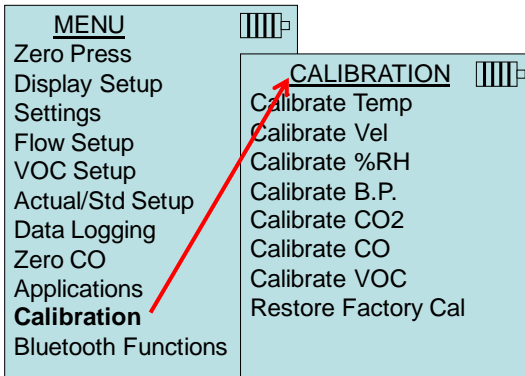 MENU
Zero Press
Display Setup
Settings
Flow Setup
VOC Setup
Actual/Std Setup
Data Logging
Zero CO
Applications
Calibration
Bluetooth Functions
CALIBRATION
Calibrate Temp
Calibrate Vel
Calibrate %RH
Calibrate B.P.
Calibrate CO2
Calibrate CO
Calibrate VOC
Restore Factory Cal